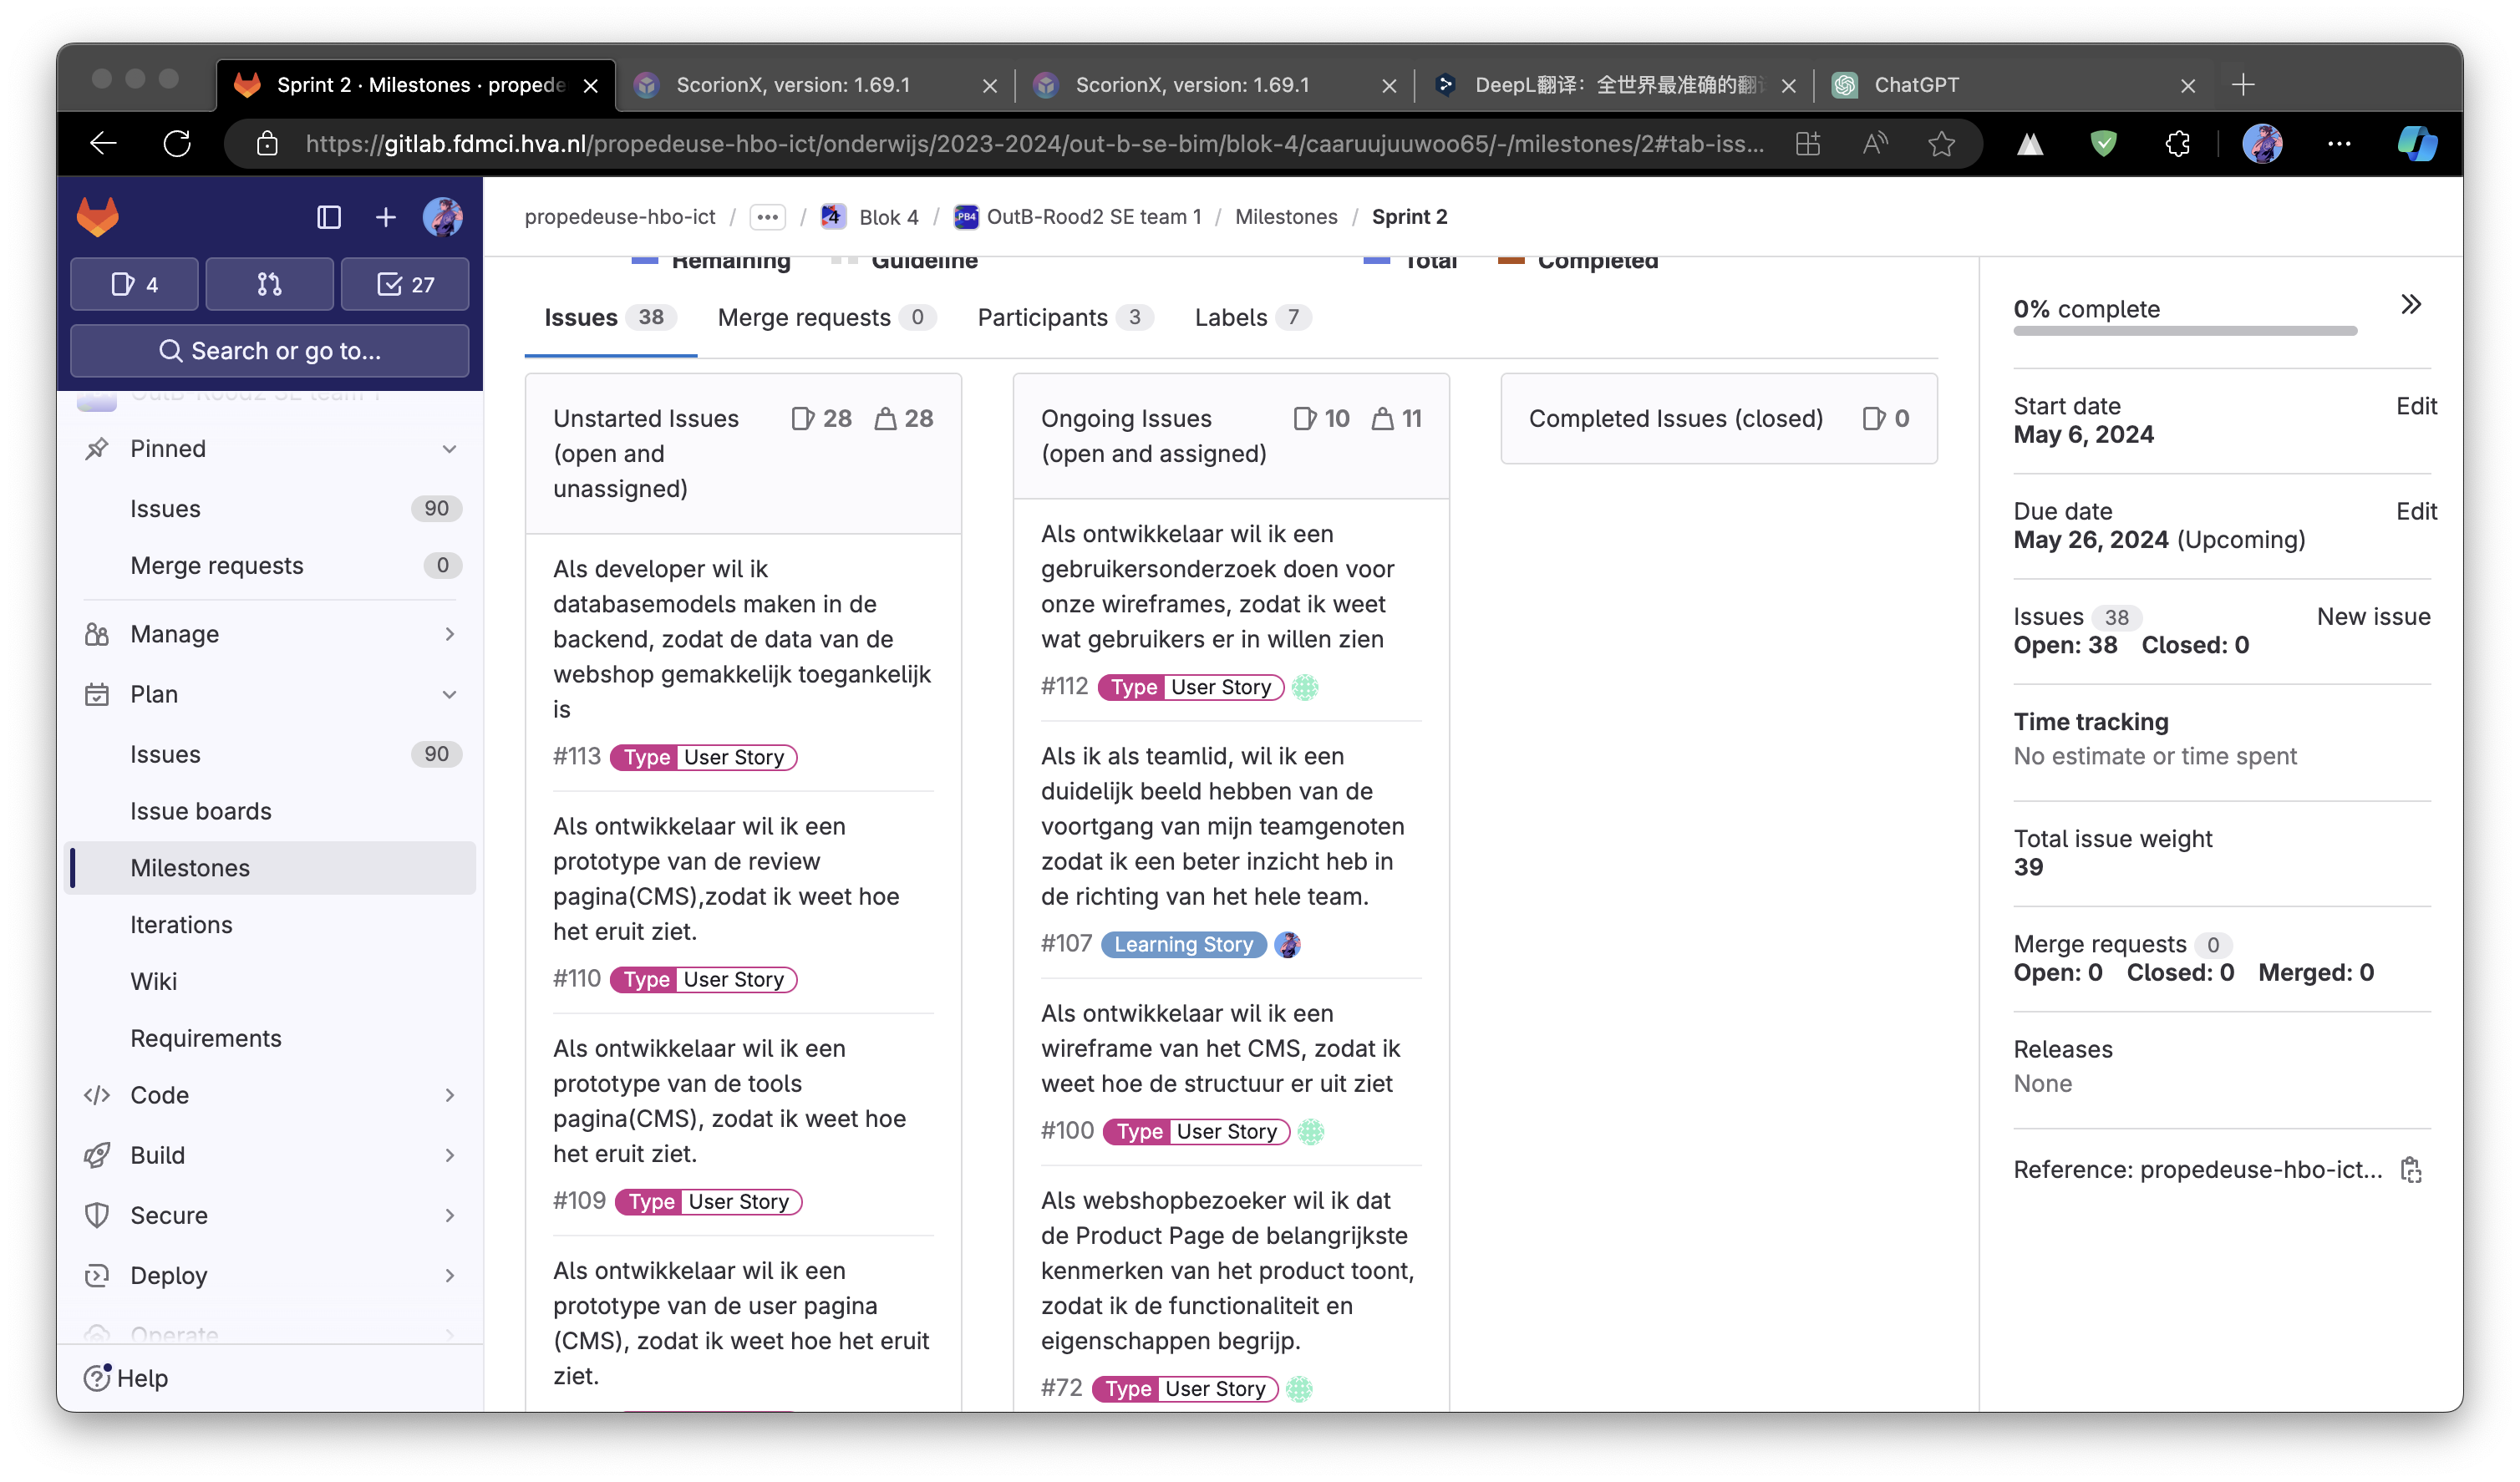 Sprint 2 · Milestones · propede
ScorionX, version: 1.69.1
ScorionX, version: 1.69.1
DeepL翻译：全世界最准确的翻译
ChatGPT
https://gitlab.fdmci.hva.nl/propedeuse-hbo-ict/onderwijs/2023-2024/out-b-se-bim/blok-4/caaruujuuwoo65/-/milestones/2#tab-iss...
4
27
Search or go to...
OutB-Rood2 SE team 1
Pinned
Issues 90
Merge requests 0
Manage
Plan
Issues 90
Issue boards
Milestones
Iterations
Wiki
Requirements
Code
Build
Secure
Deploy
Operate
Help
propedeuse-hbo-ict / ... / 4 Blok 4 / PB4 OutB-Rood2 SE team 1 / Milestones / Sprint 2
Remaining Guideline Total Completed
Issues 38 Merge requests 0 Participants 3 Labels 7
Unstarted Issues 28 28
(open and
unassigned)
Als developer wil ik
databasemodels maken in de
backend, zodat de data van de
webshop gemakkelijk toegankelijk
is
#113 Type User Story
Als ontwikkelaar wil ik een
prototype van de review
pagina(CMS),zodat ik weet hoe
het eruit ziet.
#110 Type User Story
Als ontwikkelaar wil ik een
prototype van de tools
pagina(CMS), zodat ik weet hoe
het eruit ziet.
#109 Type User Story
Als ontwikkelaar wil ik een
prototype van de user pagina
(CMS), zodat ik weet hoe het eruit
ziet.
Ongoing Issues 10 11
(open and assigned)
Als ontwikkelaar wil ik een
gebruikersonderzoek doen voor
onze wireframes, zodat ik weet
wat gebruikers er in willen zien
#112 Type User Story
Als ik als teamlid, wil ik een
duidelijk beeld hebben van de
voortgang van mijn teamgenoten
zodat ik een beter inzicht heb in
de richting van het hele team.
#107 Learning Story
Als ontwikkelaar wil ik een
wireframe van het CMS, zodat ik
weet hoe de structuur er uit ziet
#100 Type User Story
Als webshopbezoeker wil ik dat
de Product Page de belangrijkste
kenmerken van het product toont,
zodat ik de functionaliteit en
eigenschappen begrijp.
#72 Type User Story
Completed Issues (closed) 0
0% complete
Start date Edit
May 6, 2024
Due date Edit
May 26, 2024 (Upcoming)
Issues 38 New issue
Open: 38 Closed: 0
Time tracking
No estimate or time spent
Total issue weight
39
Merge requests 0
Open: 0 Closed: 0 Merged: 0
Releases
None
Reference: propedeuse-hbo-ict...